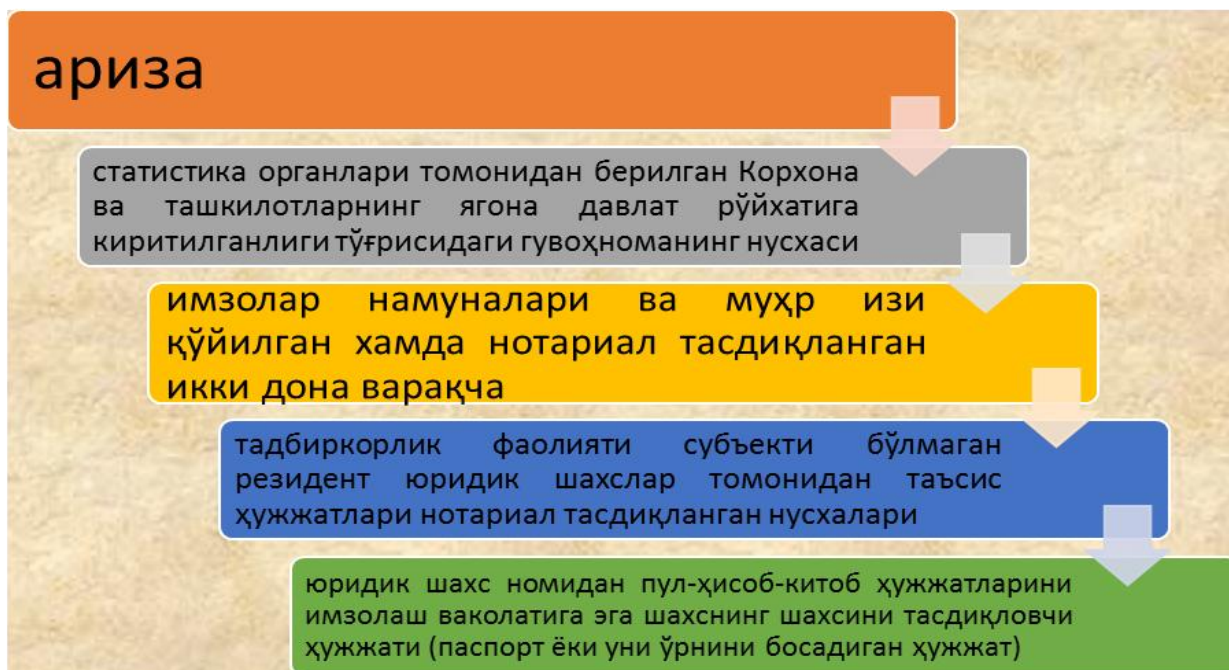 ариза
статистика органлари томонидан берилган Корхона
ва ташкилотларнинг ягона давлат рўйхатига
киритилганлиги тўғрисидаги гувоҳноманинг нусхаси
имзолар намуналари ва муҳр изи
қўйилган хамда нотариал тасдиқланган
икки дона варақча
тадбиркорлик фаолияти субъекти бўлмаган
резидент юридик шахслар томонидан таъсис
ҳужжатлари нотариал тасдиқланган нусхалари
юридик шахс номидан пул-ҳисоб-китоб ҳужжатларини
имзолаш ваколатига эга шахснинг шахсини тасдиқловчи
ҳужжати (паспорт ёки уни ўрнини босадиган ҳужжат)